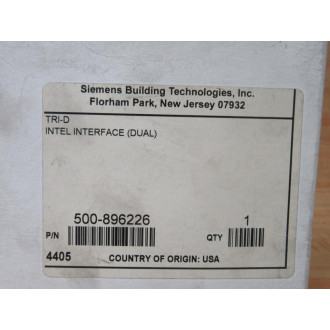 Siemens Building Technologies, Inc.
Florham Park, New Jersey 07932
TRI-D
INTEL INTERFACE (DUAL)
500-896226
1
P/N
QTY
4405
COUNTRY OF ORIGIN: USA